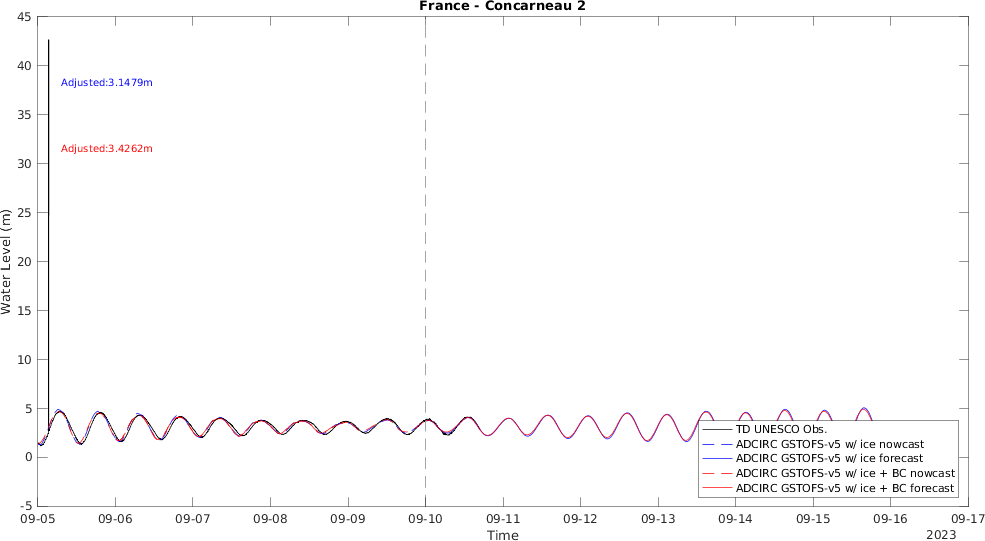 France - Concarneau 2
Water Level (m)
45
40
35
30
25
20
15
10
5
0
-5
Adjusted:3.1479m
Adjusted:3.4262m
TD UNESCO Obs.
ADCIRC GSTOFS-v5 w/ ice nowcast
ADCIRC GSTOFS-v5 w/ ice forecast
ADCIRC GSTOFS-v5 w/ ice + BC nowcast
ADCIRC GSTOFS-v5 w/ ice + BC forecast
09-05 09-06 09-07 09-08 09-09 09-10 09-11 09-12 09-13 09-14 09-15 09-16 09-17
Time
2023